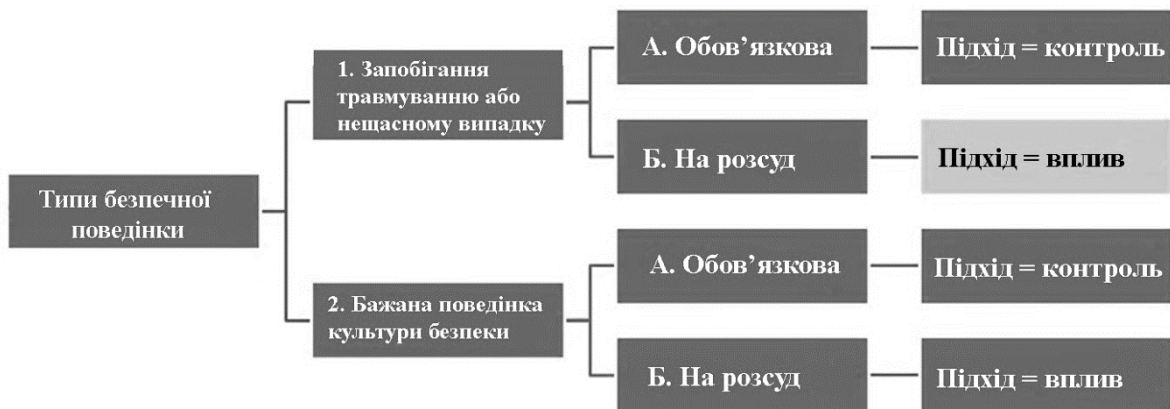 Типи безпечної
поведінки
1. Запобігання
травмуванню або
нещасному випадку
А. Обов’язкова
Підхід = контроль
Б. На розсуд
Підхід = вплив
2. Бажана поведінка
культури безпеки
А. Обов’язкова
Підхід = контроль
Б. На розсуд
Підхід = вплив